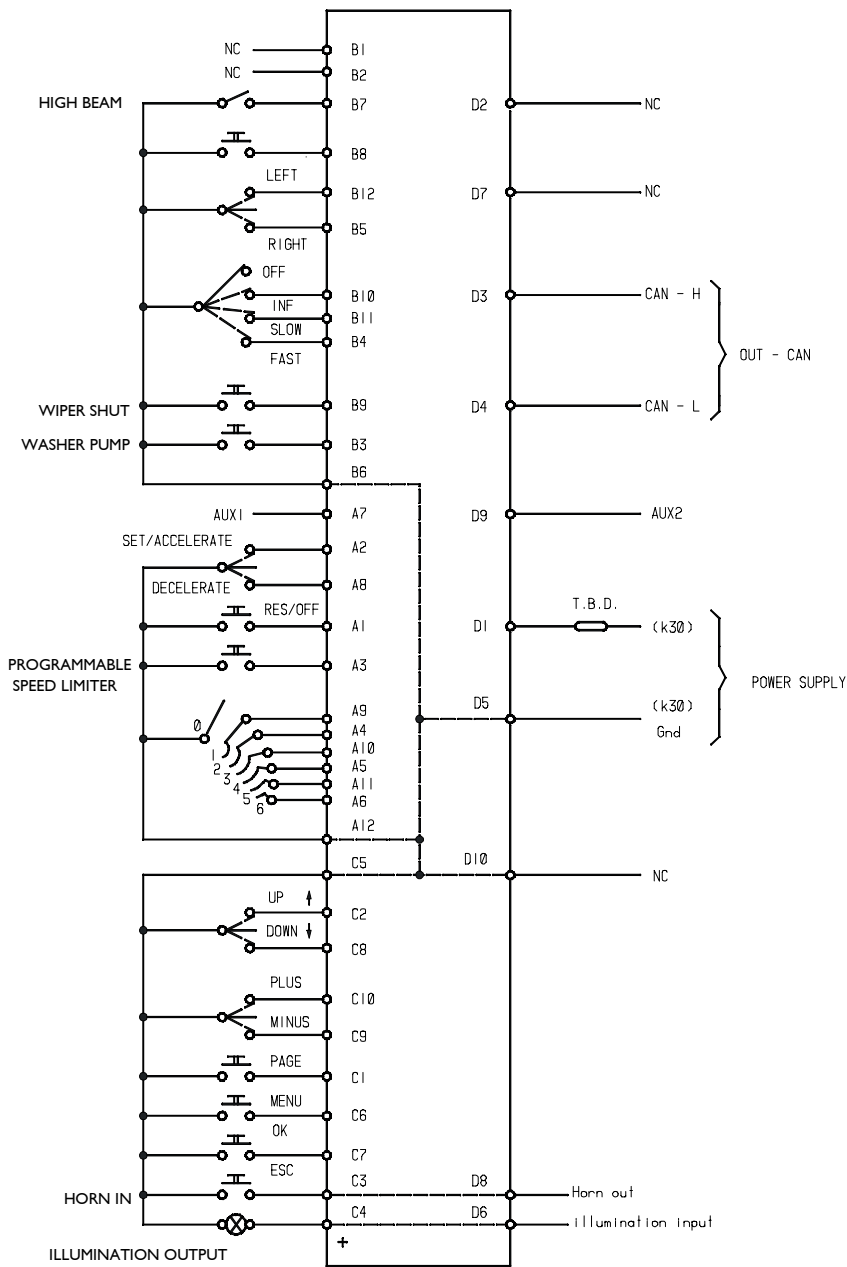 NC B1
NC B2
HIGH BEAM B7 D2 NC
B8
LEFT
B12 D7 NC
B5
RIGHT
OFF
B10 D3 CAN - H
INF
B11
SLOW
B4
FAST
OUT - CAN
WIPER SHUT B9 D4 CAN - L
WASHER PUMP B3
B6
AUX1 A7 D9 AUX2
SET/ACCELERATE A2
DECELERATE A8
RES/OFF T.B.D.
A1 D1 (k30)
PROGRAMMABLE A3
SPEED LIMITER
POWER SUPPLY
A9 D5 (k30)
0 A4 Gnd
1 A10
2 A5
3 A11
4 A6
5
6
A12
C5 D10 NC
UP C2
DOWN C8
PLUS C10
MINUS C9
PAGE C1
MENU C6
OK C7
ESC
HORN IN C3 D8 Horn out
C4 D6 illumination input
+
ILLUMINATION OUTPUT